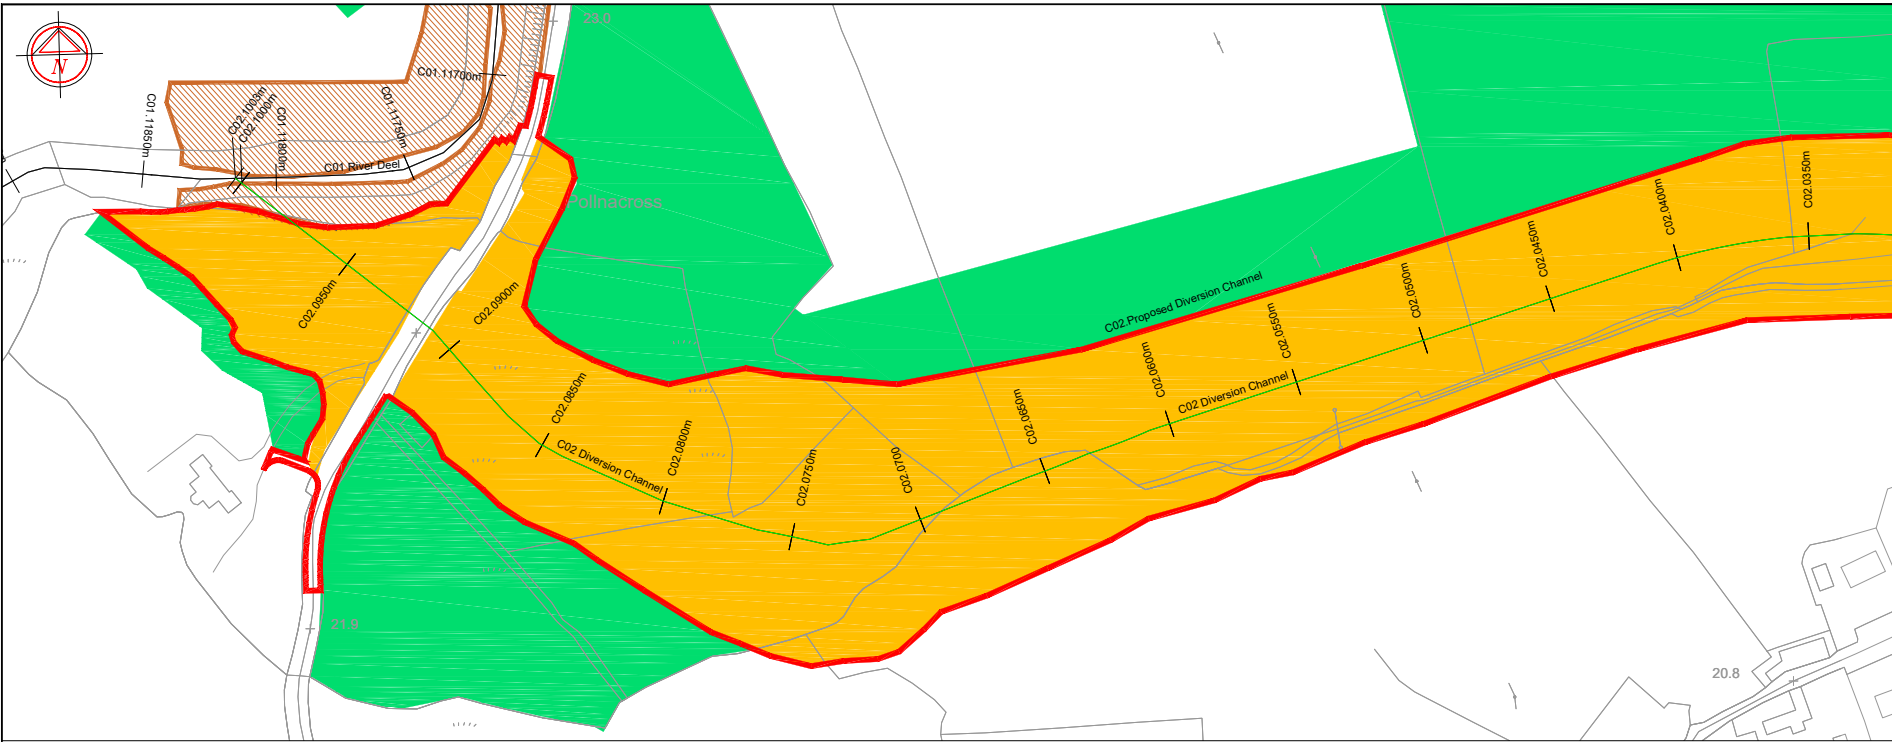 23.0
N
C01.11700m
C01.11850m
C02.1003m
C02.1000m
C01.11800m
C01.11750m
C01 River Deel
Pollnacross
C02.0350m
C02.0400m
C02.0450m
C02.0500m
C02.0550m
C02.0600m
C02.0650m
C02.0700
C02.0750m
C02.0800m
C02.0850m
C02.0900m
C02.0950m
C02.Proposed Diversion Channel
C02 Diversion Channel
C02 Diversion Channel
21.9
20.8